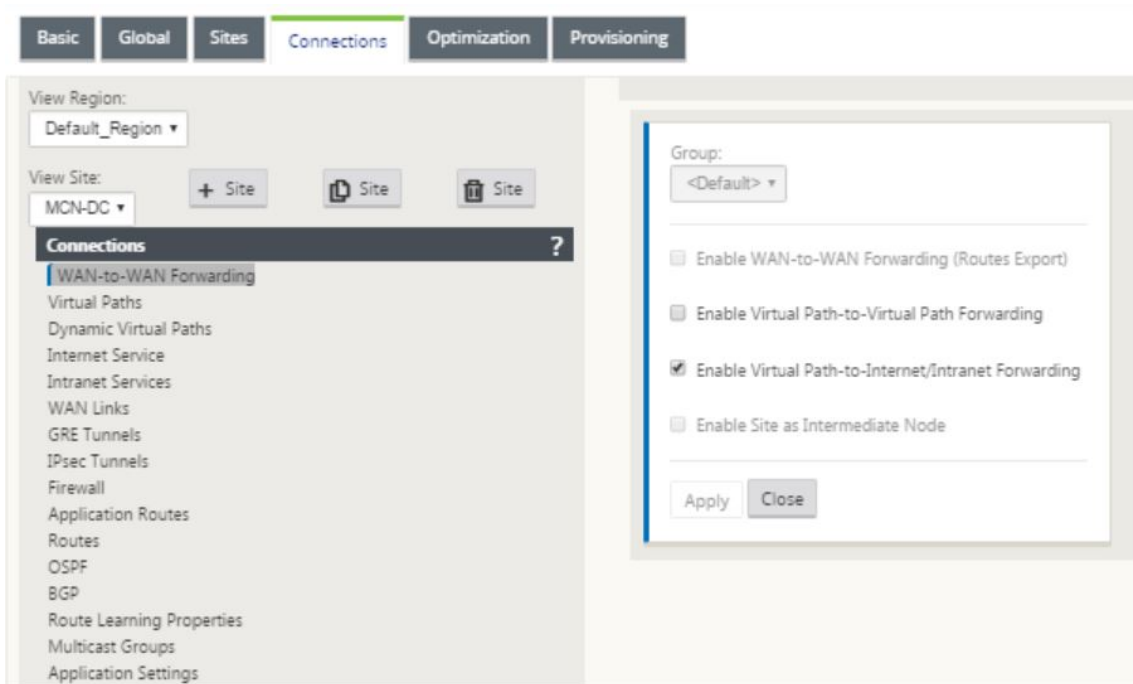 Basic Global Sites Connections Optimization Provisioning
View Region:
Default_Region
View Site:
MCN-DC
+ Site
Site
Site
Connections ?
WAN-to-WAN Forwarding
Virtual Paths
Dynamic Virtual Paths
Internet Service
Intranet Services
WAN Links
GRE Tunnels
IPsec Tunnels
Firewall
Application Routes
Routes
OSPF
BGP
Route Learning Properties
Multicast Groups
Application Settings
Group:
<Default>
Enable WAN-to-WAN Forwarding (Routes Export)
Enable Virtual Path-to-Virtual Path Forwarding
Enable Virtual Path-to-Internet/Intranet Forwarding
Enable Site as Intermediate Node
Apply Close